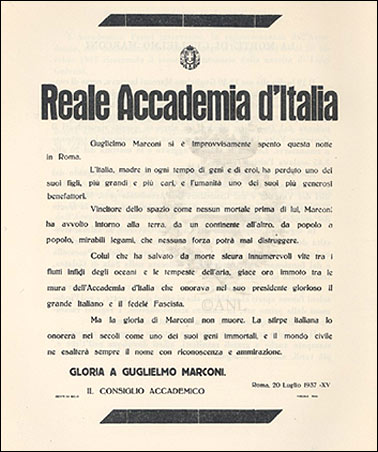 Reale Accademia d'Italia
Guglielmo Marconi si è improvvisamente spento questa notte
in Roma.
L'Italia, madre in ogni tempo di geni e di eroi, ha perduto uno dei
suoi figli, più grandi e più cari, e l'umanità uno dei suoi più generosi
benefattori.
Vincitore dello spazio come nessun mortale prima di lui, Marconi
ha avvolto intorno alla terra, da un continente all'altro, da popolo a
popolo, mirabili legami, che nessuna forza potrà mai distruggere.
Colui che ha salvato da morte sicura innumerevoli vite tra i
flutti infidi degli oceani e le tempeste dell'aria, giace ora immoto tra le
mura dell'Accademia d'Italia che onorava nel suo presidente glorioso il
grande Italiano e il fedele Fascista.
Ma la gloria di Marconi non muore. La stirpe italiana lo
onorerà nei secoli come uno dei suoi geni immortali, e il mondo civile
ne esalterà sempre il nome con riconoscenza e ammirazione.
GLORIA A GUGLIELMO MARCONI.
Roma, 20 Luglio 1937 -XV
IL CONSIGLIO ACCADEMICO